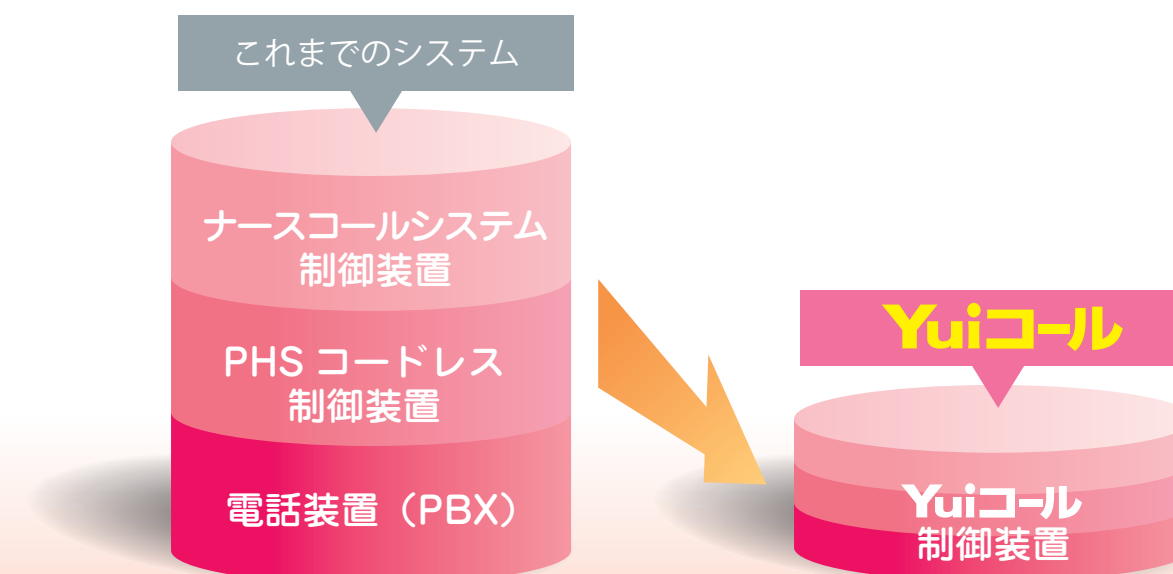 これまでのシステム
ナースコールシステム
制御装置
PHS コードレス
制御装置
電話装置（PBX）
Yuiコール
Yuiコール
制御装置